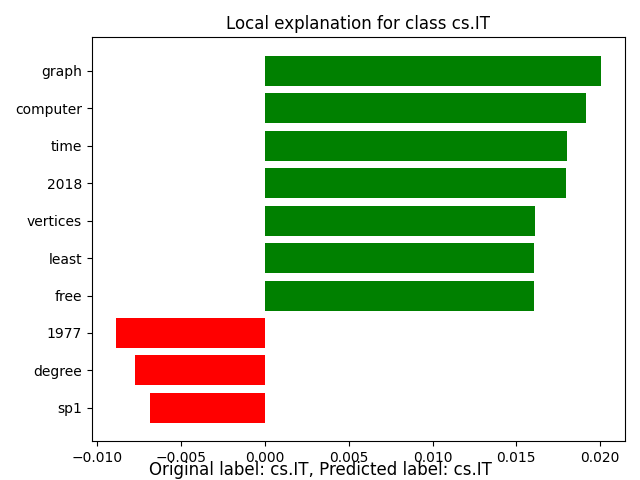 Local explanation for class cs.IT
graph
computer
time
2018
vertices
least
free
1977
degree
sp1
−0.010 −0.005 0.000 0.005 0.010 0.015 0.020
Original label: cs.IT, Predicted label: cs.IT